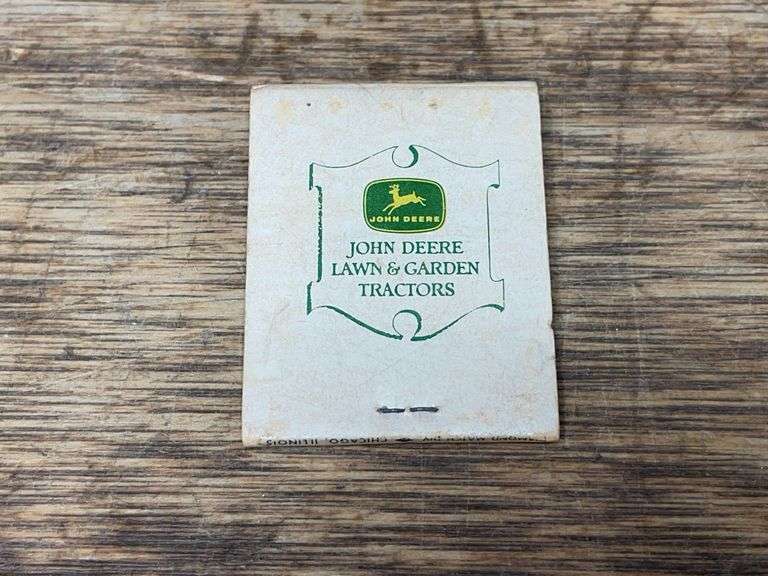 JOHN DEERE
JOHN DEERE
LAWN & GARDEN
TRACTORS
CHICAGO, ILLINOIS